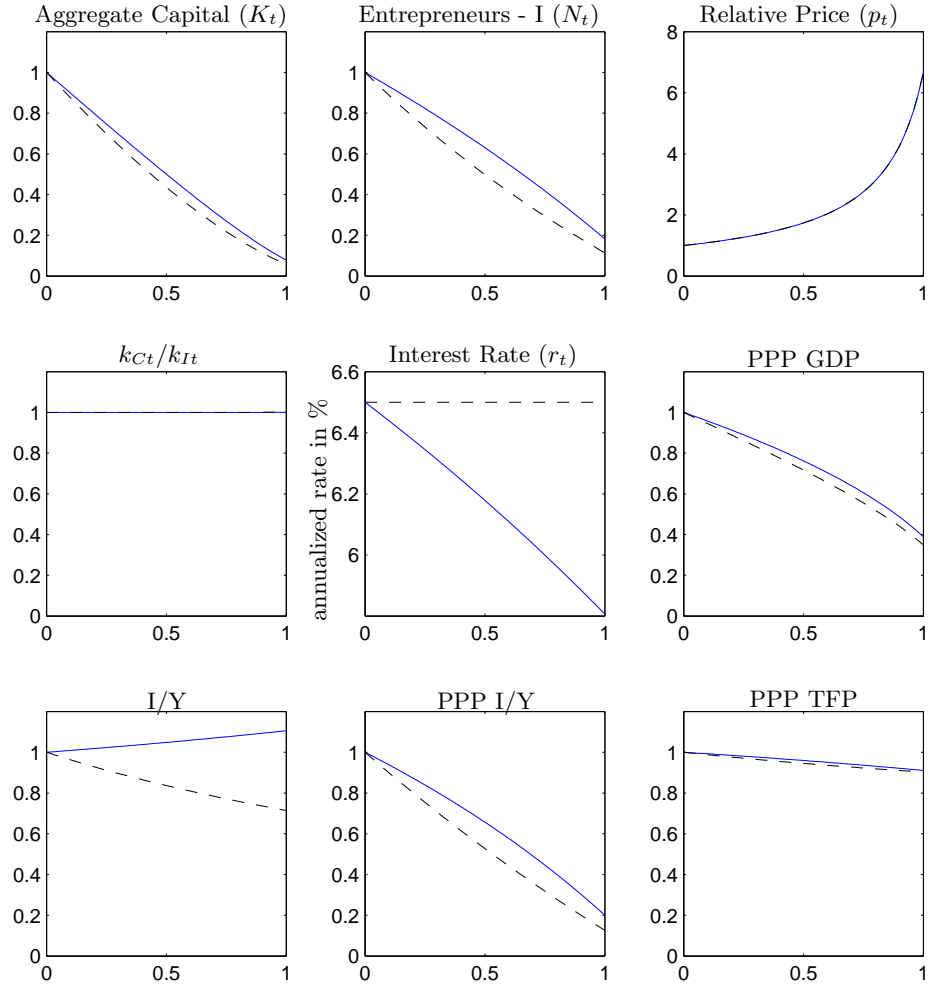 Aggregate Capital (K_t)
1
0.8
0.6
0.4
0.2
0
0 0.5 1
Entrepreneurs - I (N_t)
1
0.8
0.6
0.4
0.2
0
0 0.5 1
Relative Price (p_t)
8
6
4
2
0
0 0.5 1
k_{Ct}/k_{It}
1
0.8
0.6
0.4
0.2
0
0 0.5 1
Interest Rate (r_t)
annualized rate in %
6.6
6.4
6.2
6
0 0.5 1
PPP GDP
1
0.8
0.6
0.4
0.2
0
0 0.5 1
I/Y
1
0.8
0.6
0.4
0.2
0
0 0.5 1
PPP I/Y
1
0.8
0.6
0.4
0.2
0
0 0.5 1
PPP TFP
1
0.8
0.6
0.4
0.2
0
0 0.5 1